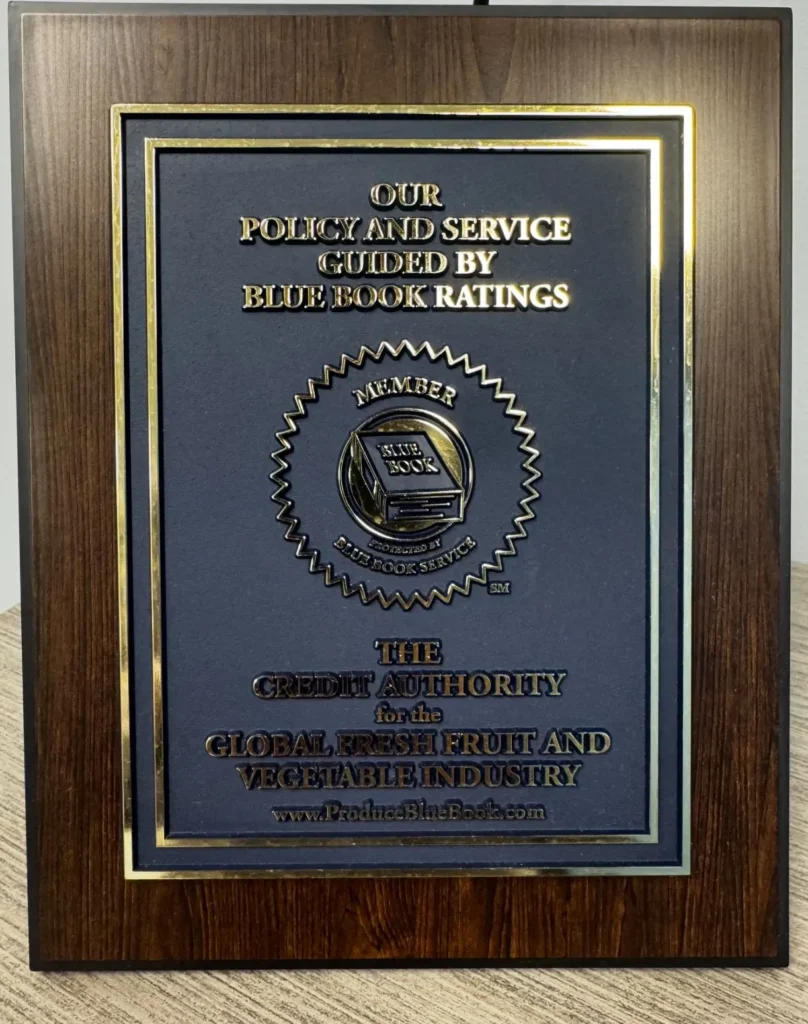 OUR
POLICY AND SERVICE
GUIDED BY
BLUE BOOK RATINGS
MEMBER
BLUE
BOOK
PROTECTED BY
BLUE BOOK SERVICE
SM
THE
CREDIT AUTHORITY
for the
GLOBAL FRESH FRUIT AND
VEGETABLE INDUSTRY
www.ProduceBlueBook.com